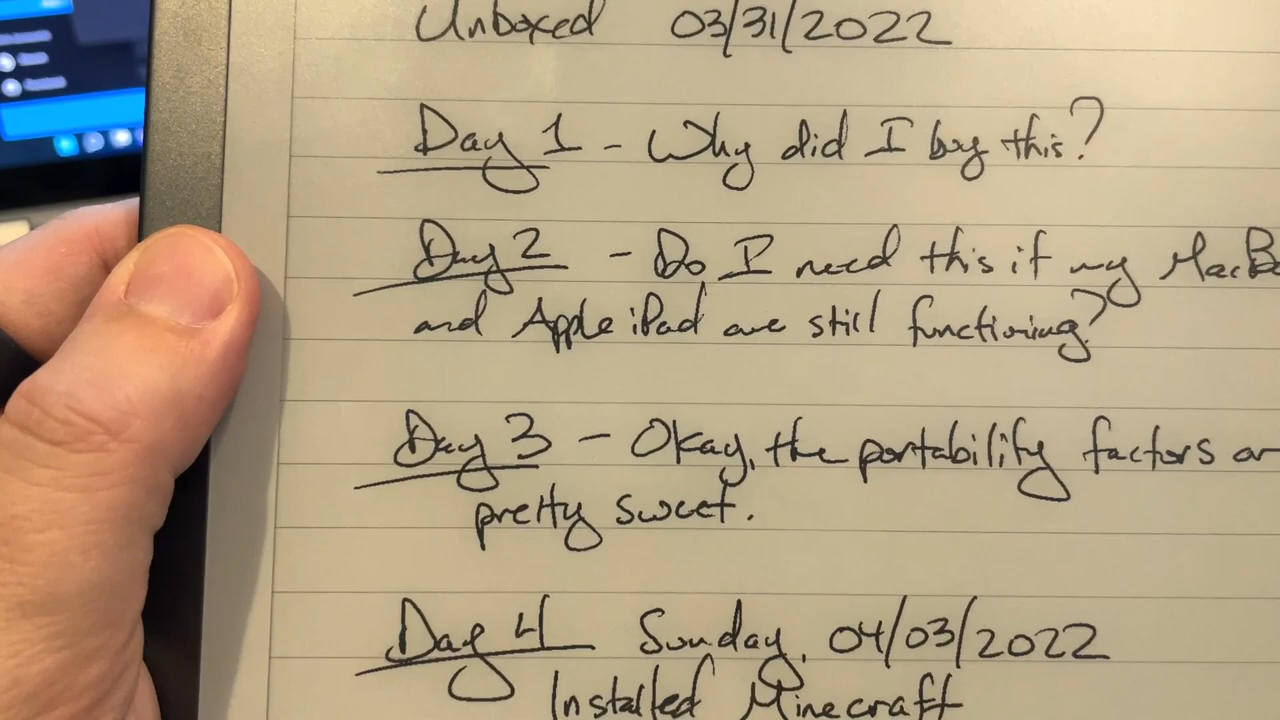 Unboxed 03/31/2022
Day 1 - Why did I buy this?
Day 2 - Do I need this if my MacBo
and Apple iPad are still functioning?
Day 3 - Okay, the portability factors ar
pretty sweet.
Day 4 Sunday, 04/03/2022
Installed Minecraft